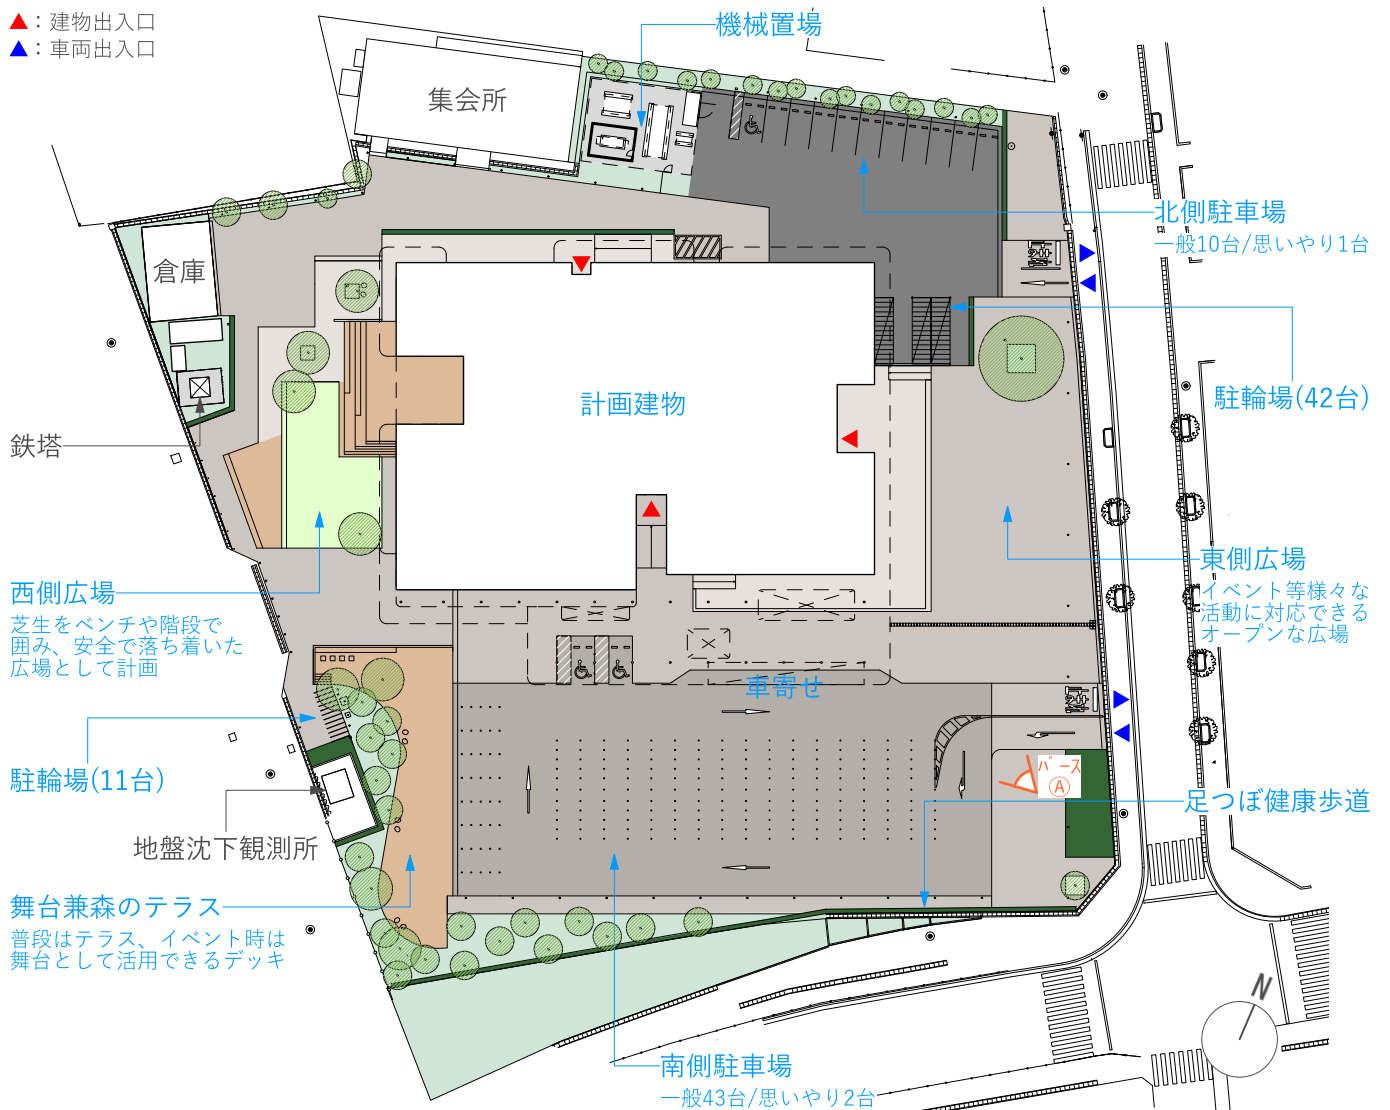 ▲：建物出入口
▲：車両出入口
機械置場
集会所
北側駐車場
一般10台/思いやり1台
倉庫
計画建物
駐輪場(42台)
鉄塔
西側広場
芝生をベンチや階段で
囲み、安全で落ち着いた
広場として計画
東側広場
イベント等様々な
活動に対応できる
オープンな広場
車寄せ
止まれ
止まれ
駐輪場(11台)
パース
Ⓐ
足つぼ健康歩道
地盤沈下観測所
舞台兼森のテラス
普段はテラス、イベント時は
舞台として活用できるデッキ
N
南側駐車場
一般43台/思いやり2台